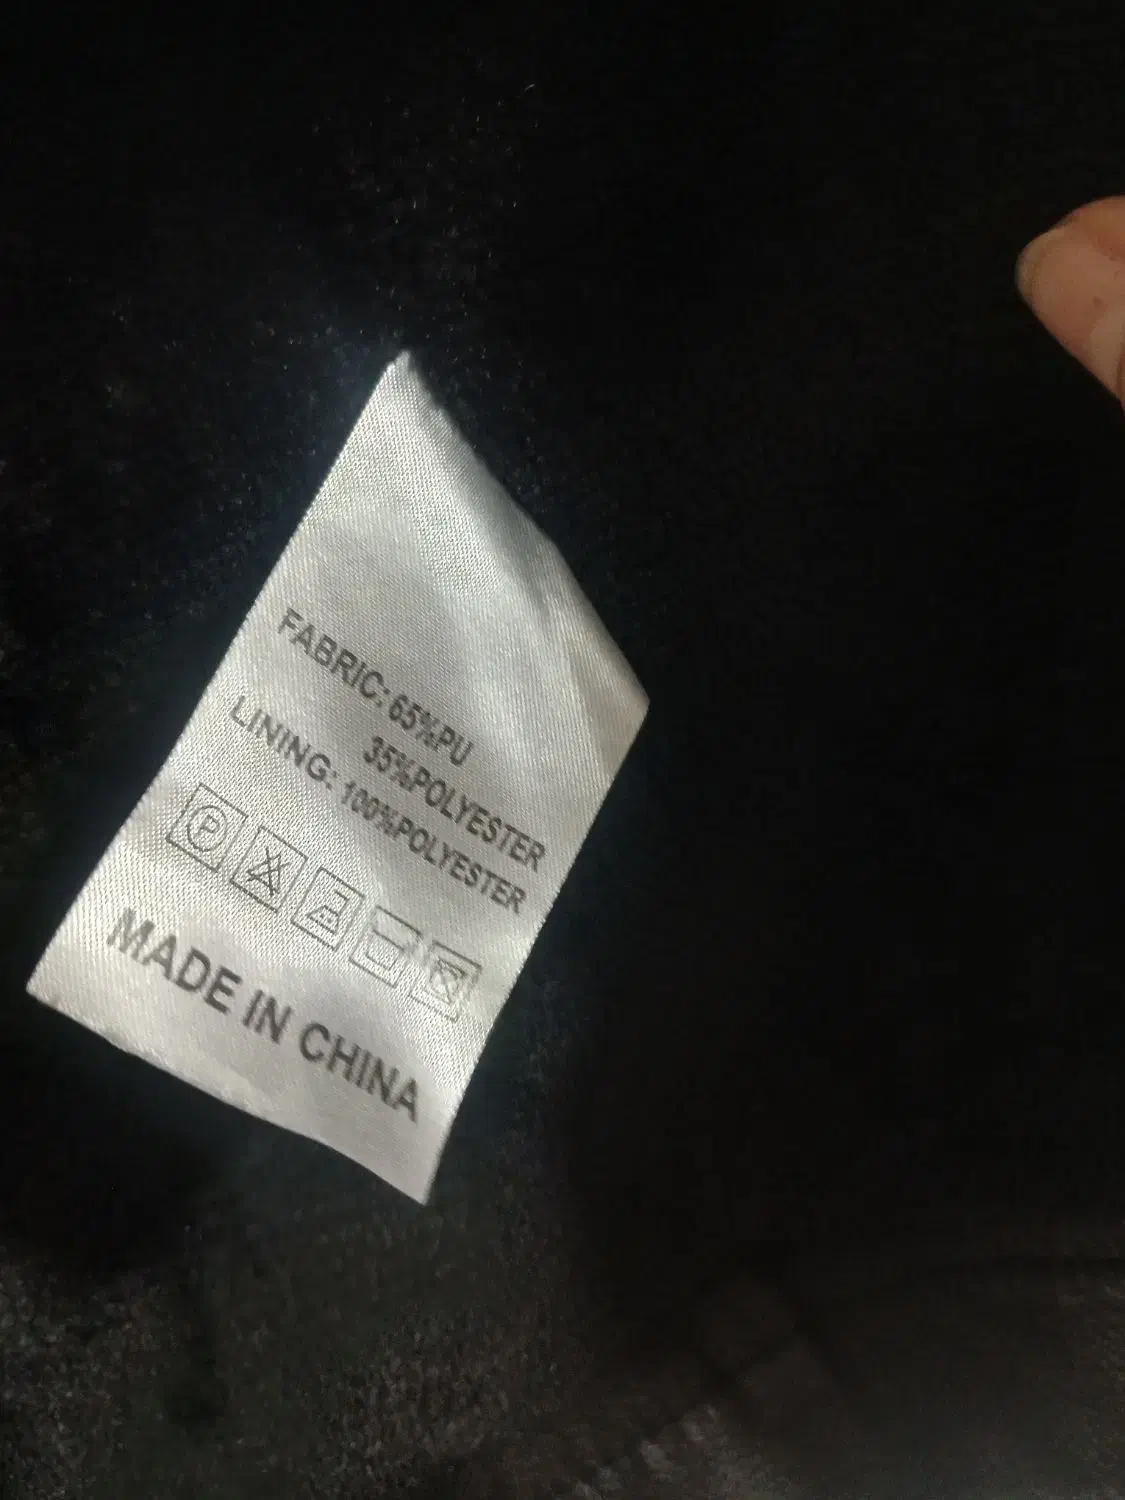 FABRIC: 65%PU
35%POLYESTER
LINING: 100%POLYESTER
P
MADE IN CHINA